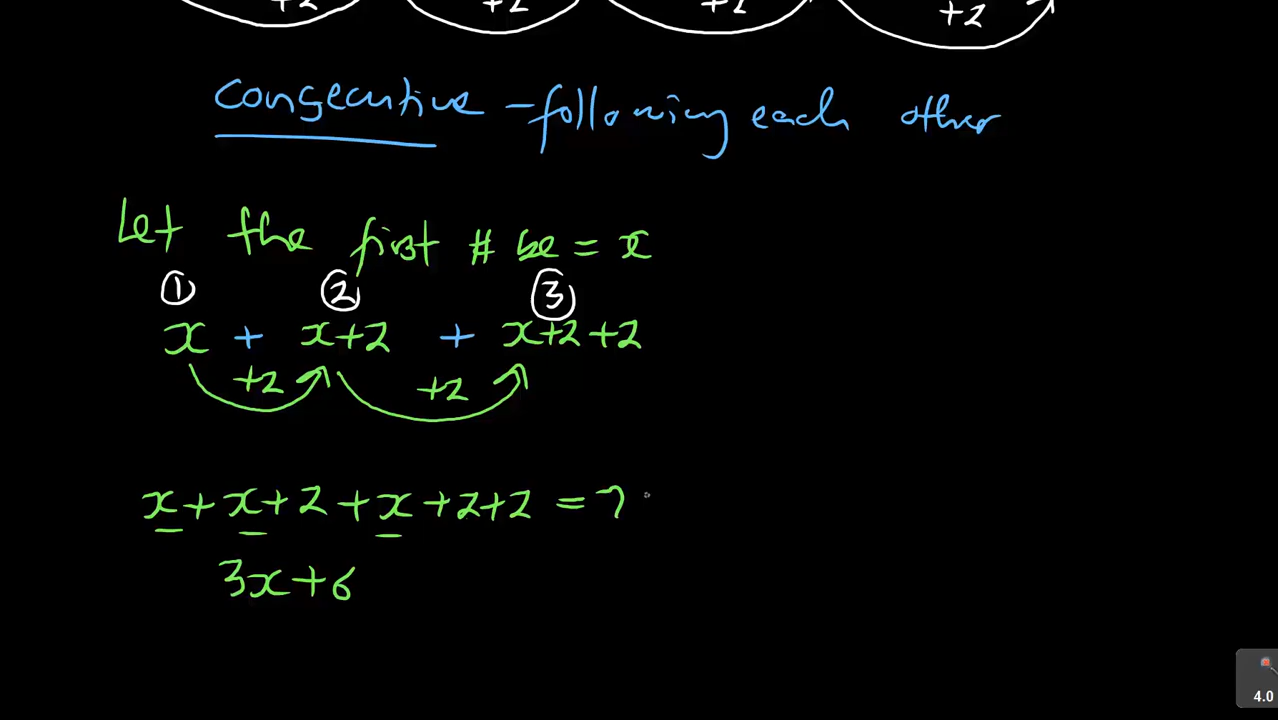 +2 +2 +2 +2
consecutive - following each other
Let the first # be = x
1 2 3
x + x+2 + x+2+2
+2 +2
x+x+2+x+2+2=7
3x+6
4.0